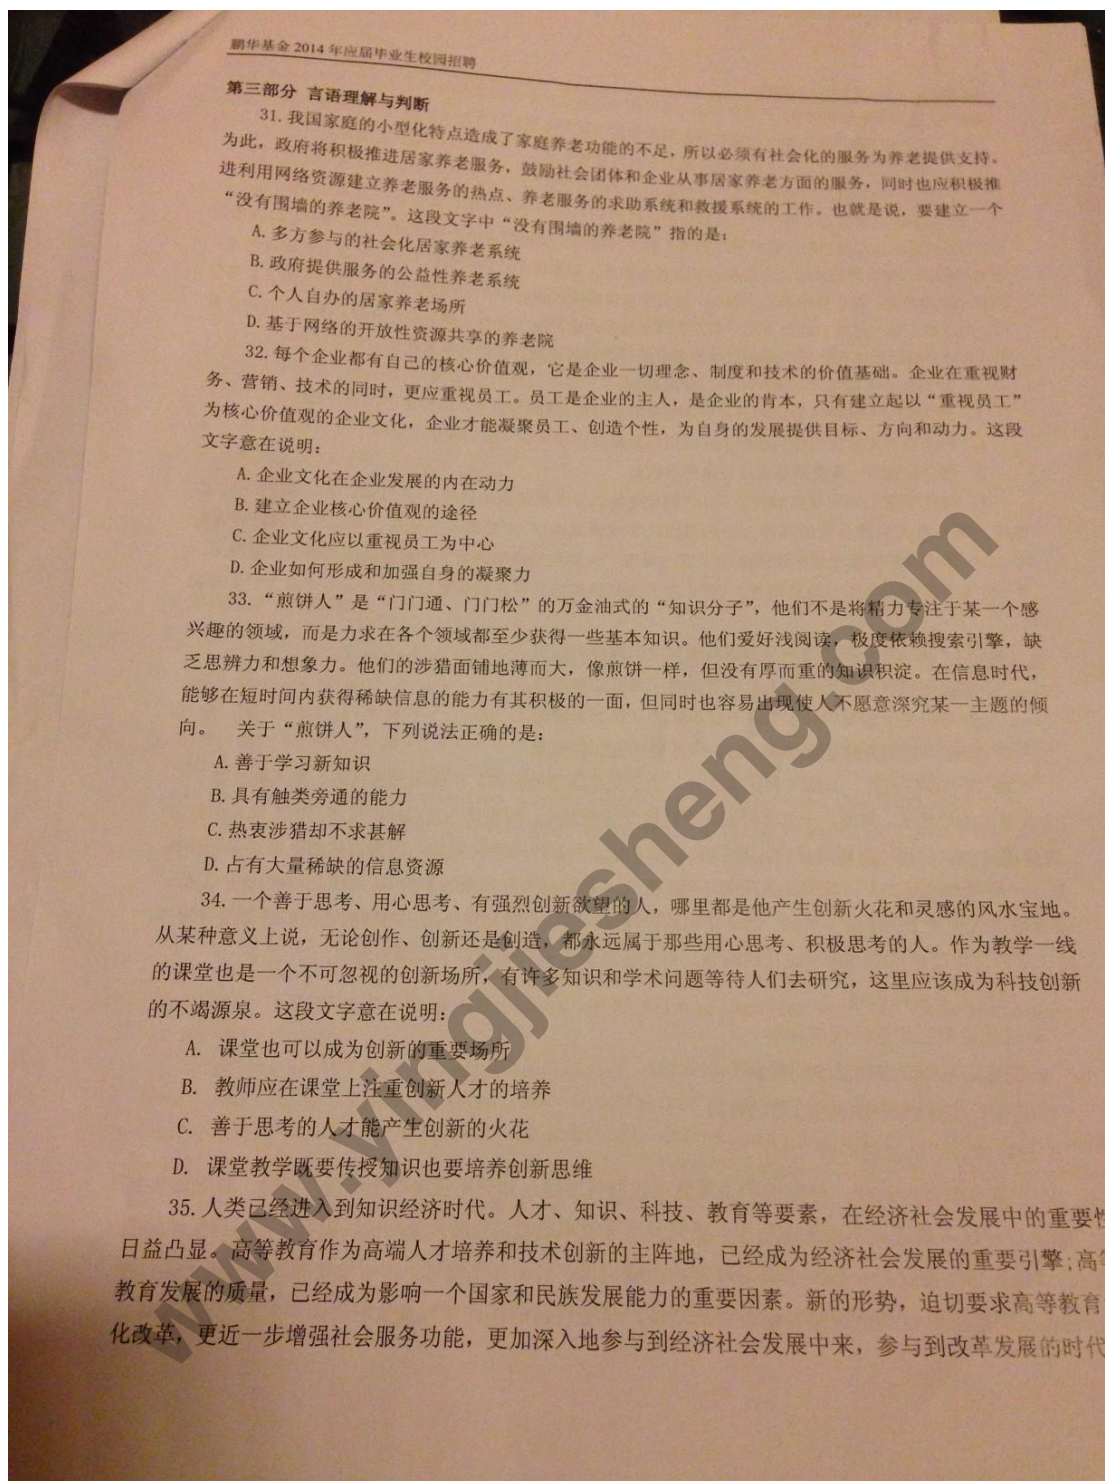 鹏华基金 2014 年应届毕业生校园招聘
第三部分 言语理解与判断
31. 我国家庭的小型化特点造成了家庭养老功能的不足，所以必须有社会化的服务为养老提供支持。
为此，政府将积极推进居家养老服务，鼓励社会团体和企业从事居家养老方面的服务，同时也应积极推
进利用网络资源建立养老服务的热点、养老服务的求助系统和救援系统的工作。也就是说，要建立一个
“没有围墙的养老院”。这段文字中“没有围墙的养老院”指的是：
A. 多方参与的社会化居家养老系统
B. 政府提供服务的公益性养老系统
C. 个人自办的居家养老场所
D. 基于网络的开放性资源共享的养老院
32. 每个企业都有自己的核心价值观，它是企业一切理念、制度和技术的价值基础。企业在重视财
务、营销、技术的同时，更应重视员工。员工是企业的主人，是企业的肯本，只有建立起以“重视员工”
为核心价值观的企业文化，企业才能凝聚员工、创造个性，为自身的发展提供目标、方向和动力。这段
文字意在说明：
A. 企业文化在企业发展的内在动力
B. 建立企业核心价值观的途径
C. 企业文化应以重视员工为中心
D. 企业如何形成和加强自身的凝聚力
33. “煎饼人”是“门门通、门门松”的万金油式的“知识分子”，他们不是将精力专注于某一个感
兴趣的领域，而是力求在各个领域都至少获得一些基本知识。他们爱好浅阅读，极度依赖搜索引擎，缺
乏思辨力和想象力。他们的涉猎面铺地薄而大，像煎饼一样，但没有厚而重的知识积淀。在信息时代，
能够在短时间内获得稀缺信息的能力有其积极的一面，但同时也容易出现使人不愿意深究某一主题的倾
向。 关于“煎饼人”，下列说法正确的是：
A. 善于学习新知识
B. 具有触类旁通的能力
C. 热衷涉猎却不求甚解
D. 占有大量稀缺的信息资源
34. 一个善于思考、用心思考、有强烈创新欲望的人，哪里都是他产生创新火花和灵感的风水宝地。
从某种意义上说，无论创作、创新还是创造，都永远属于那些用心思考、积极思考的人。作为教学一线
的课堂也是一个不可忽视的创新场所，有许多知识和学术问题等待人们去研究，这里应该成为科技创新
的不竭源泉。这段文字意在说明：
A. 课堂也可以成为创新的重要场所
B. 教师应在课堂上注重创新人才的培养
C. 善于思考的人才能产生创新的火花
D. 课堂教学既要传授知识也要培养创新思维
35. 人类已经进入到知识经济时代。人才、知识、科技、教育等要素，在经济社会发展中的重要性
日益凸显。高等教育作为高端人才培养和技术创新的主阵地，已经成为经济社会发展的重要引擎；高等
教育发展的质量，已经成为影响一个国家和民族发展能力的重要因素。新的形势，迫切要求高等教育
化改革，更近一步增强社会服务功能，更加深入地参与到经济社会发展中来，参与到改革发展的时代
www.yingjiesheng.com